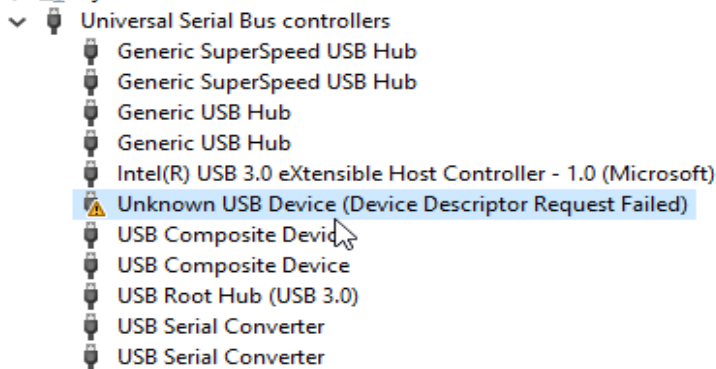 Universal Serial Bus controllers
Generic SuperSpeed USB Hub
Generic SuperSpeed USB Hub
Generic USB Hub
Generic USB Hub
Intel(R) USB 3.0 eXtensible Host Controller - 1.0 (Microsoft)
Unknown USB Device (Device Descriptor Request Failed)
USB Composite Device
USB Composite Device
USB Root Hub (USB 3.0)
USB Serial Converter
USB Serial Converter